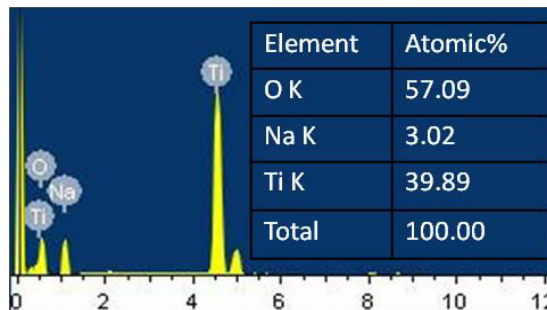 Element Atomic%
O K 57.09
Na K 3.02
Ti K 39.89
Total 100.00
Ti
O
Na
Ti
0 2 4 6 8 10 12